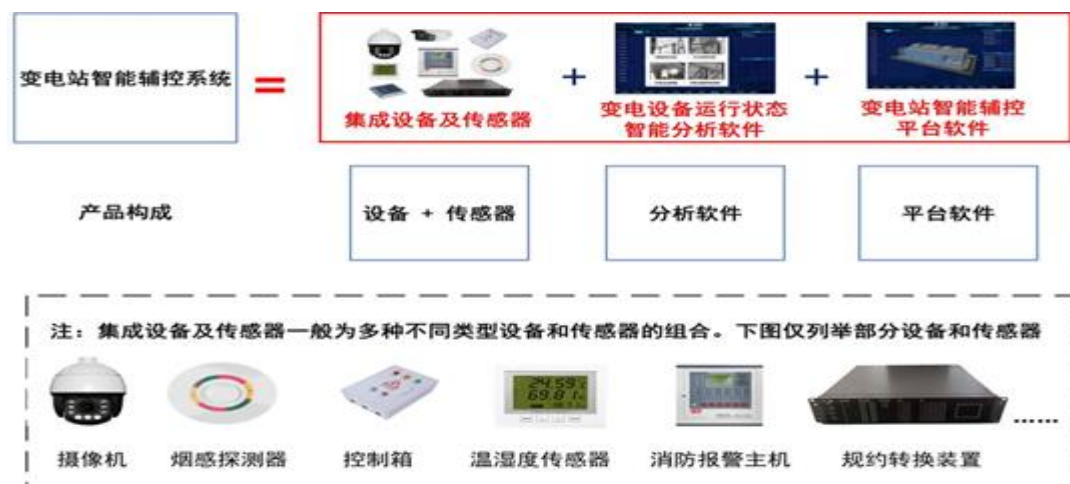 变电站智能辅控系统
=
集成设备及传感器
+
变电设备运行状态
智能分析软件
+
变电站智能辅控
平台软件
产品构成
设备 + 传感器
分析软件
平台软件
注：集成设备及传感器一般为多种不同类型设备和传感器的组合。下图仅列举部分设备和传感器
24.59
69.81
......
摄像机
烟感探测器
控制箱
温湿度传感器
消防报警主机
规约转换装置